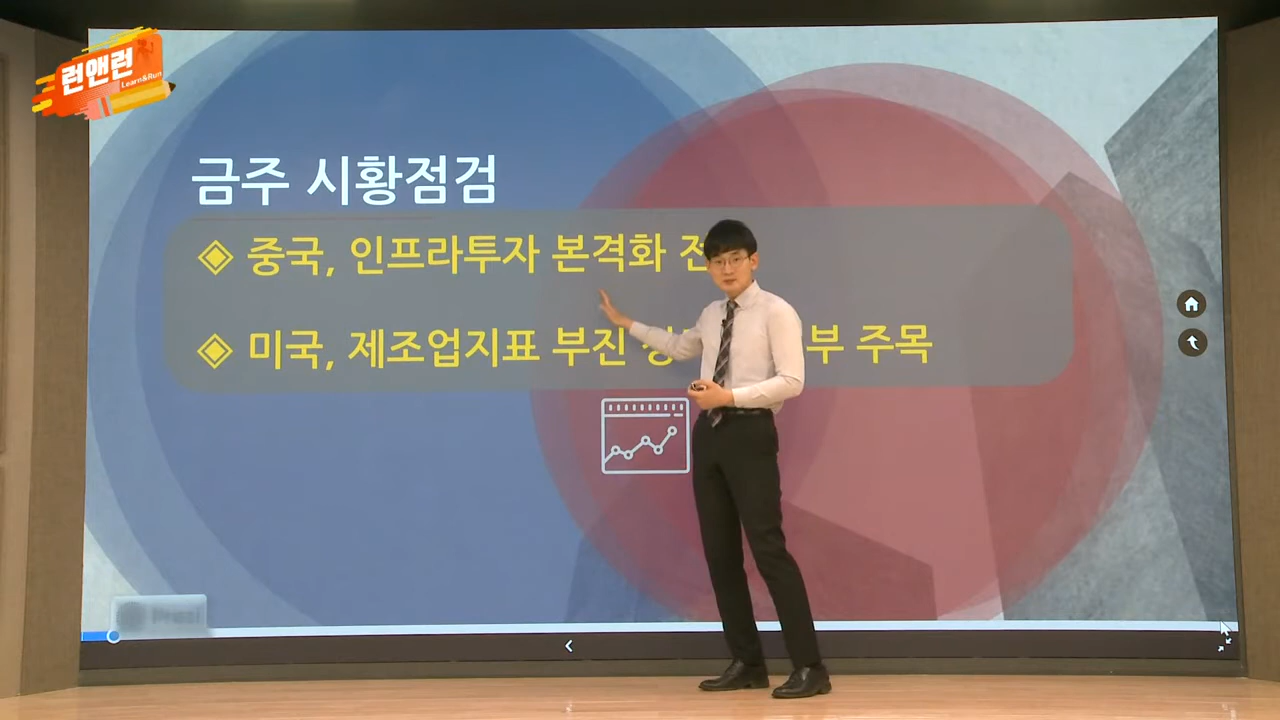 런앤런
Learn&Run
금주 시황점검
◈ 중국, 인프라투자 본격화
◈ 미국, 제조업지표 부진 부 주목